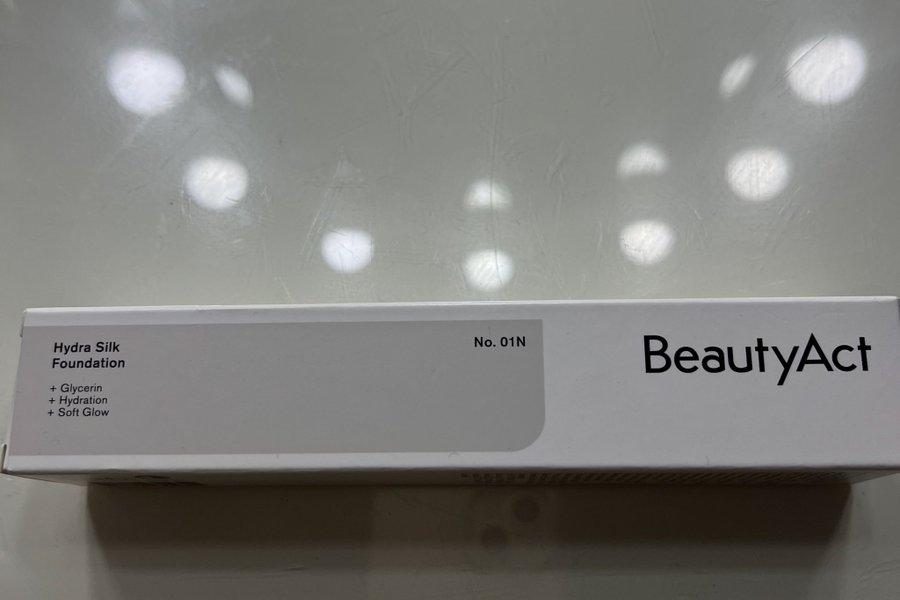 Hydra Silk
Foundation
+ Glycerin
+ Hydration
+ Soft Glow
No. 01N
BeautyAct